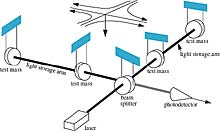 test mass
light storage arm
test mass
test mass
light storage arm
test mass
beam
splitter
photodetector
laser